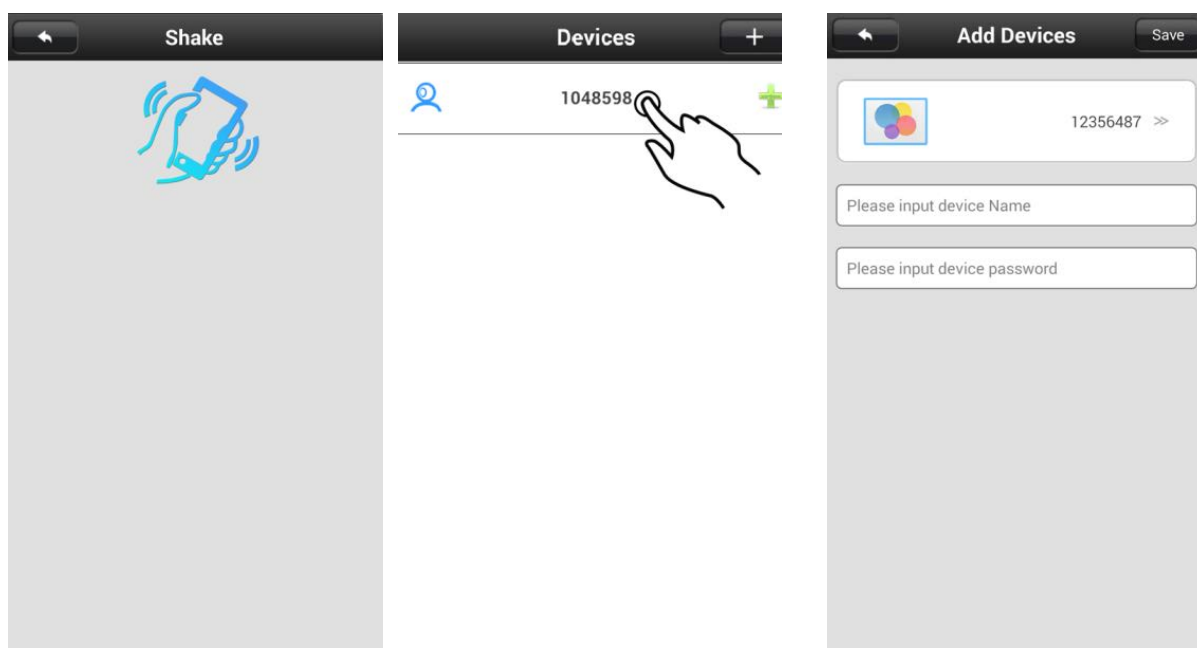 Shake
Devices
1048598
Add Devices
Save
12356487
Please input device Name
Please input device password